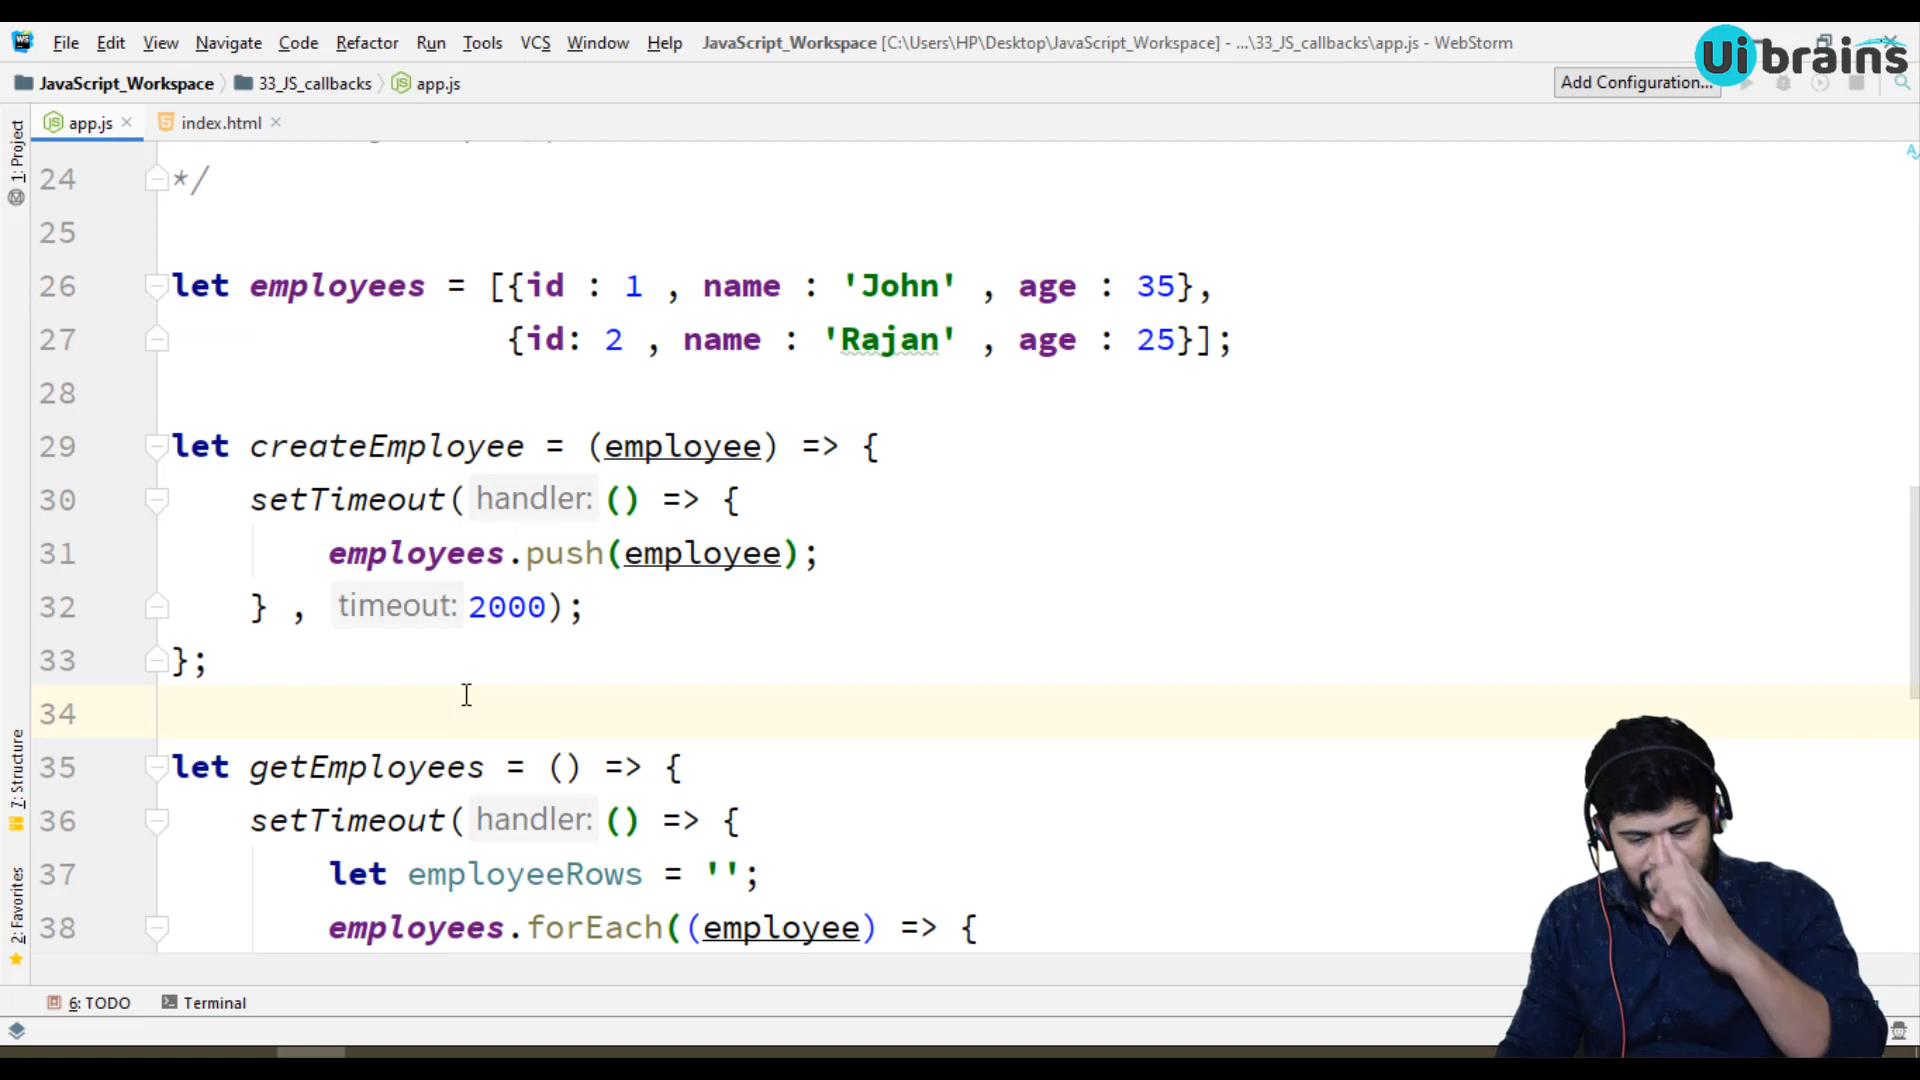 File Edit View Navigate Code Refactor Run Tools VCS Window Help JavaScript_Workspace [C:\Users\HP\Desktop\JavaScript_Workspace] - ...\33_JS_callbacks\app.js - WebStorm
Ui brains
JavaScript_Workspace 33_JS_callbacks app.js Add Configuration...
app.js index.html
1: Project
7: Structure
2: Favorites
24 */
25
26 let employees = [{id : 1 , name : 'John' , age : 35},
27 {id: 2 , name : 'Rajan' , age : 25}];
28
29 let createEmployee = (employee) => {
30 setTimeout( handler: () => {
31 employees.push(employee);
32 } , timeout: 2000);
33 };
34
35 let getEmployees = () => {
36 setTimeout( handler: () => {
37 let employeeRows = '';
38 employees.forEach((employee) => {
6: TODO Terminal